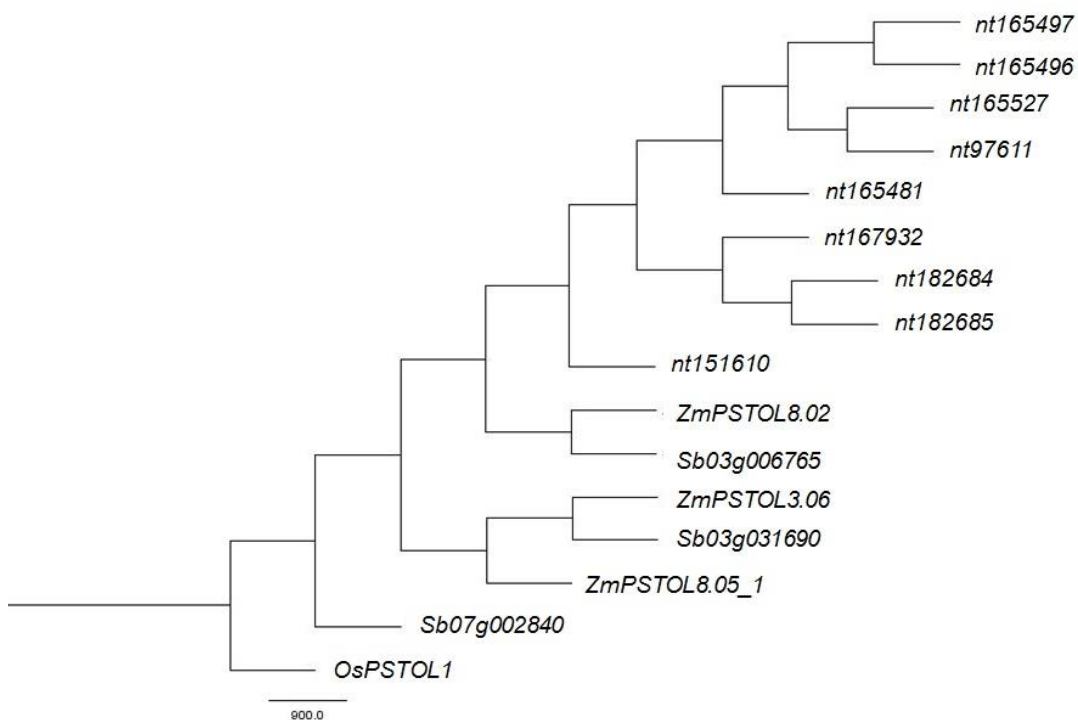 nt165497
nt165496
nt165527
nt97611
nt165481
nt167932
nt182684
nt182685
nt151610
ZmPSTOL8.02
Sb03g006765
ZmPSTOL3.06
Sb03g031690
ZmPSTOL8.05_1
Sb07g002840
OsPSTOL1
900.0